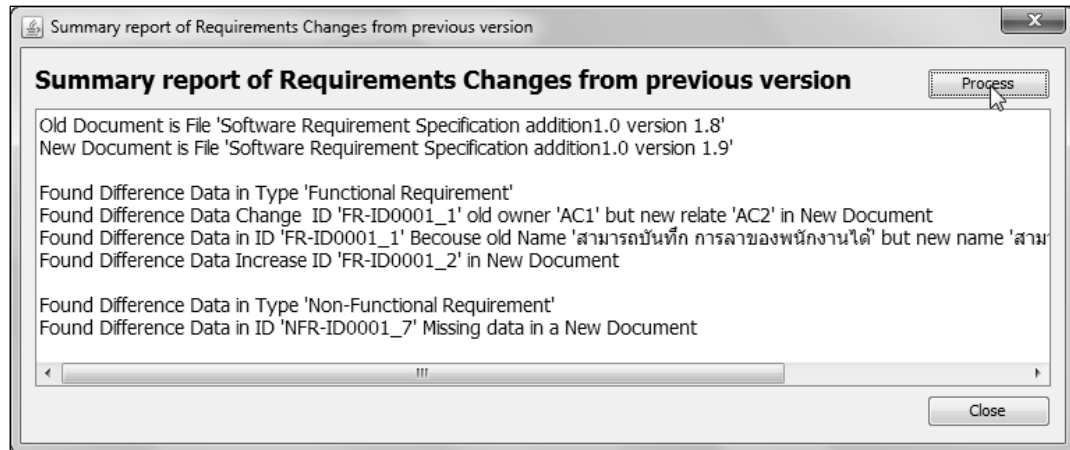 Summary report of Requirements Changes from previous version
Summary report of Requirements Changes from previous version
Process
Old Document is File 'Software Requirement Specification addition1.0 version 1.8'
New Document is File 'Software Requirement Specification addition1.0 version 1.9'
Found Difference Data in Type 'Functional Requirement'
Found Difference Data Change  ID 'FR-ID0001_1' old owner 'AC1' but new relate 'AC2' in New Document
Found Difference Data in ID 'FR-ID0001_1' Becouse old Name 'สามารถบันทึก การลาของพนักงานได้' but new name 'สาม
Found Difference Data Increase ID 'FR-ID0001_2' in New Document
Found Difference Data in Type 'Non-Functional Requirement'
Found Difference Data in ID 'NFR-ID0001_7' Missing data in a New Document
Close